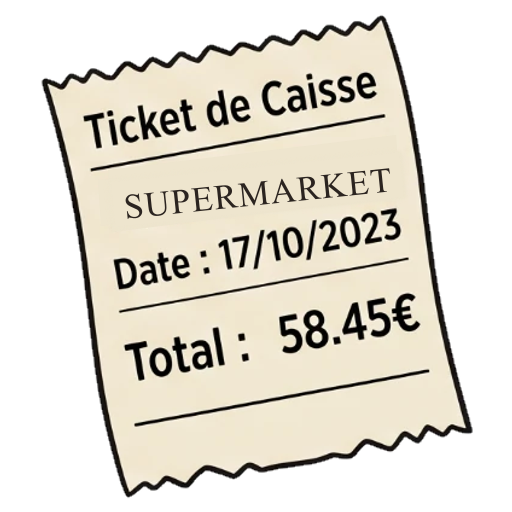 Ticket de Caisse
SUPERMARKET
Date : 17/10/2023
Total : 58.45€